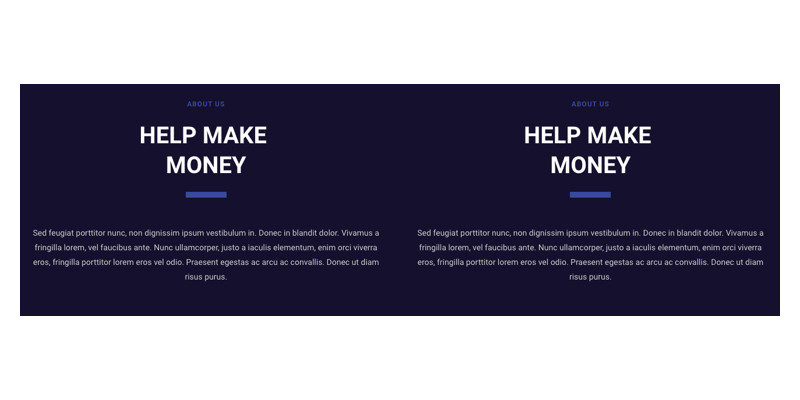 ABOUT US
HELP MAKE
MONEY
Sed feugiat porttitor nunc, non dignissim ipsum vestibulum in. Donec in blandit dolor. Vivamus a
fringilla lorem, vel faucibus ante. Nunc ullamcorper, justo a iaculis elementum, enim orci viverra
eros, fringilla porttitor lorem eros vel odio. Praesent egestas ac arcu ac convallis. Donec ut diam
risus purus.
ABOUT US
HELP MAKE
MONEY
Sed feugiat porttitor nunc, non dignissim ipsum vestibulum in. Donec in blandit dolor. Vivamus a
fringilla lorem, vel faucibus ante. Nunc ullamcorper, justo a iaculis elementum, enim orci viverra
eros, fringilla porttitor lorem eros vel odio. Praesent egestas ac arcu ac convallis. Donec ut diam
risus purus.